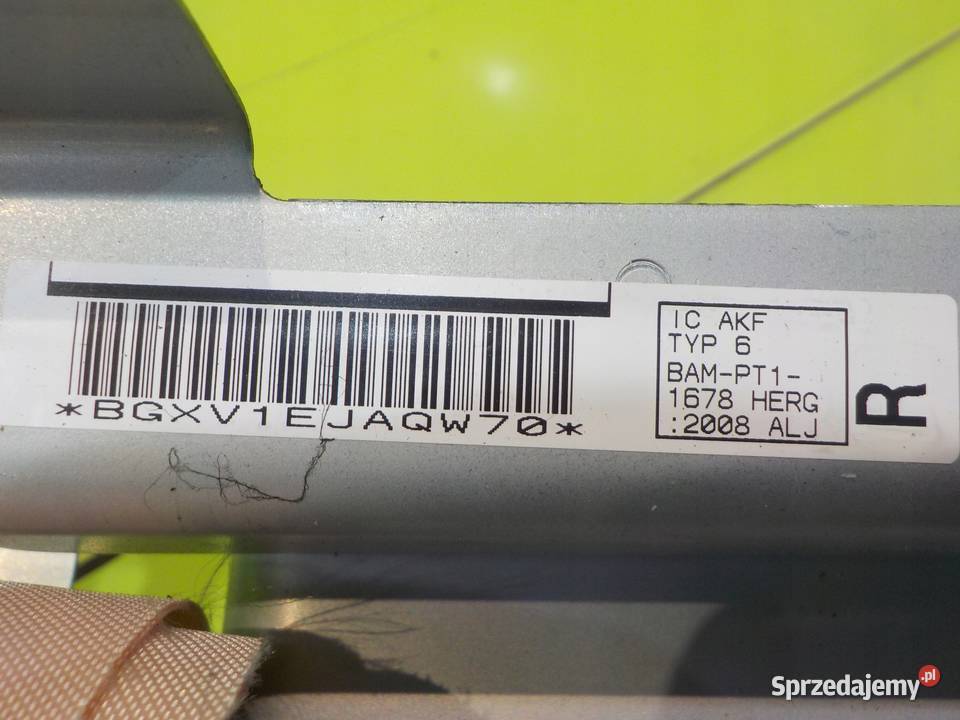 *BGXV1EJAQW70*
IC AKF
TYP 6
BAM-PT1-
1678 HERG
:2008 ALJ
R
Sprzedajemy.pl